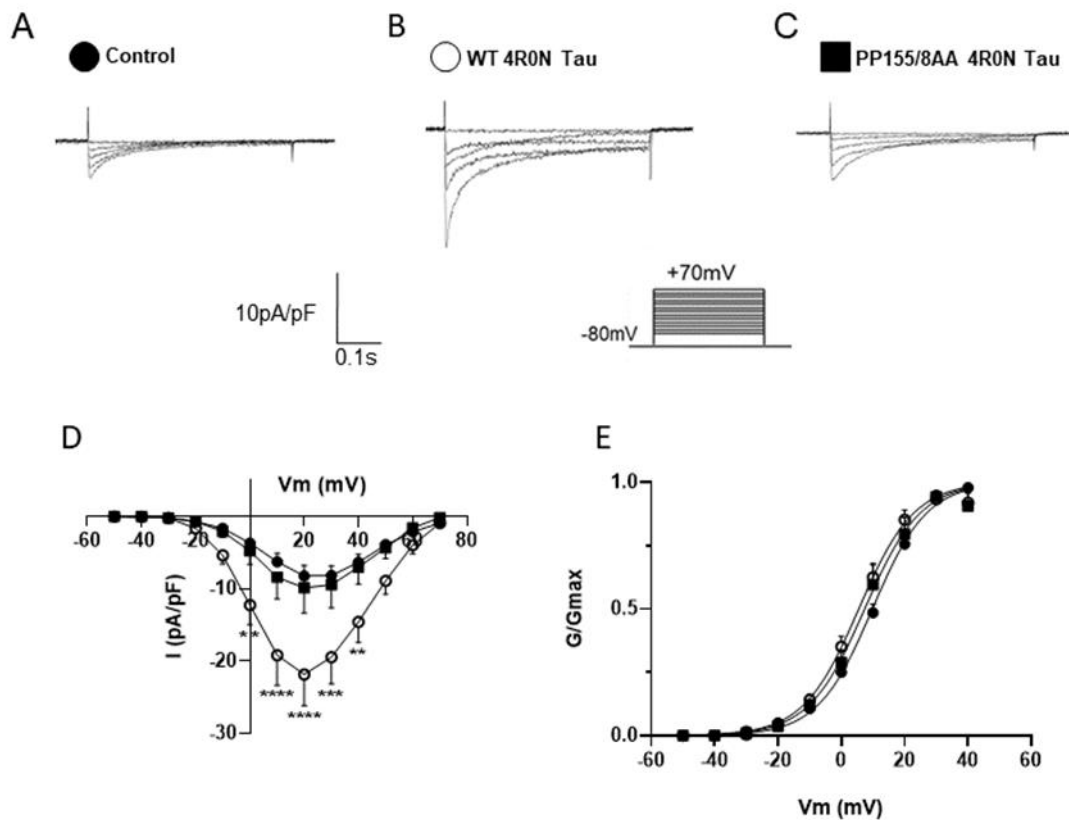 A
B
C
Control
WT 4R0N Tau
PP155/8AA 4R0N Tau
10pA/pF
0.1s
+70mV
-80mV
D
E
Vm (mV)
-60 -40 -20 20 40 60 80
-10
-20
-30
I (pA/pF)
**
****
****
***
**
1.0
0.5
0.0
G/Gmax
-60 -40 -20 0 20 40 60
Vm (mV)